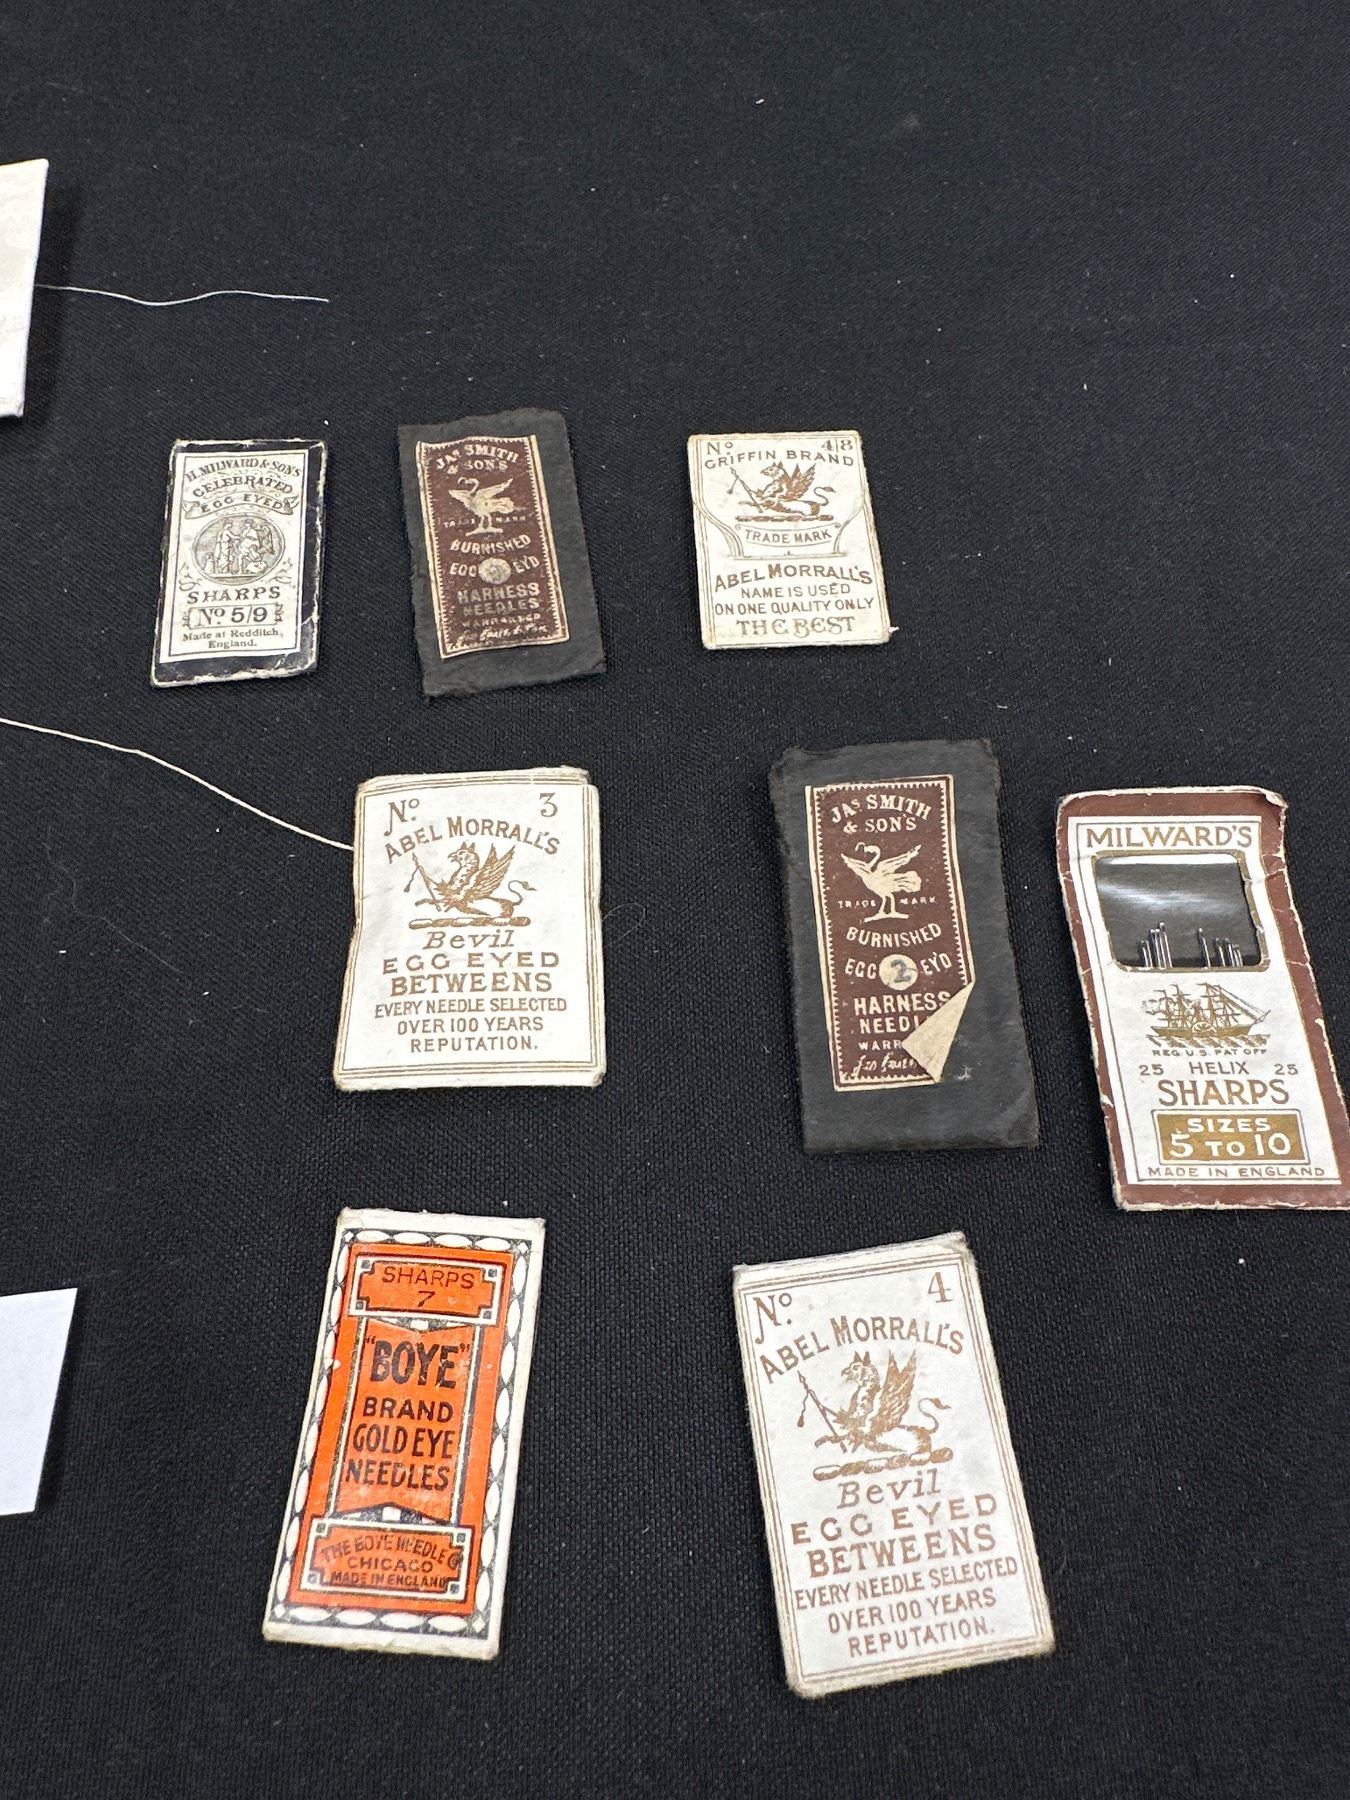 H. MILWARD & SONS
CELEBRATED
EGG EYED
SHARPS
No 5/9
Made at Redditch,
England.
JAS SMITH
& SON'S
TRADE MARK
BURNISHED
EGG EYD
HARNESS
NEEDLES
WARRANTED
No 4/8
GRIFFIN BRAND
TRADE MARK
ABEL MORRALL'S
NAME IS USED
ON ONE QUALITY ONLY
THE BEST
No 3
ABEL MORRALL'S
Bevil
EGG EYED
BETWEENS
EVERY NEEDLE SELECTED
OVER 100 YEARS
REPUTATION.
JAS SMITH
& SON'S
TRADE MARK
BURNISHED
EGG 2 EYD
HARNESS
NEEDL
WARR
MILWARD'S
REG. U.S. PAT OFF
25 HELIX 25
SHARPS
SIZES
5 TO 10
MADE IN ENGLAND
SHARPS
7
"BOYE"
BRAND
GOLD EYE
NEEDLES
THE BOYE NEEDLE Co
CHICAGO
MADE IN ENGLAND
No 4
ABEL MORRALL'S
Bevil
EGG EYED
BETWEENS
EVERY NEEDLE SELECTED
OVER 100 YEARS
REPUTATION.